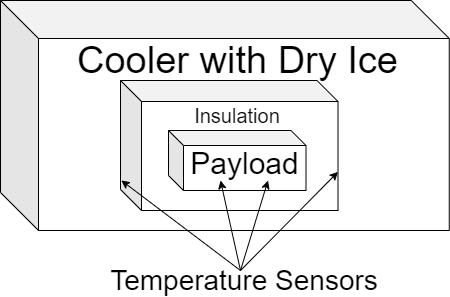 Cooler with Dry Ice
Insulation
Payload
Temperature Sensors